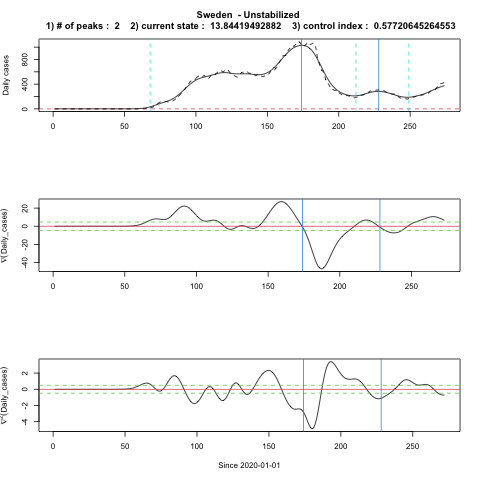 Sweden - Unstabilized
1) # of peaks : 2 2) current state : 13.84419492882 3) control index : 0.57720645264553
Daily cases
0 400 800
0 50 100 150 200 250
∇(Daily_cases)
-40 -20 0 20
0 50 100 150 200 250
∇²(Daily_cases)
-4 -2 0 2
0 50 100 150 200 250
Since 2020-01-01